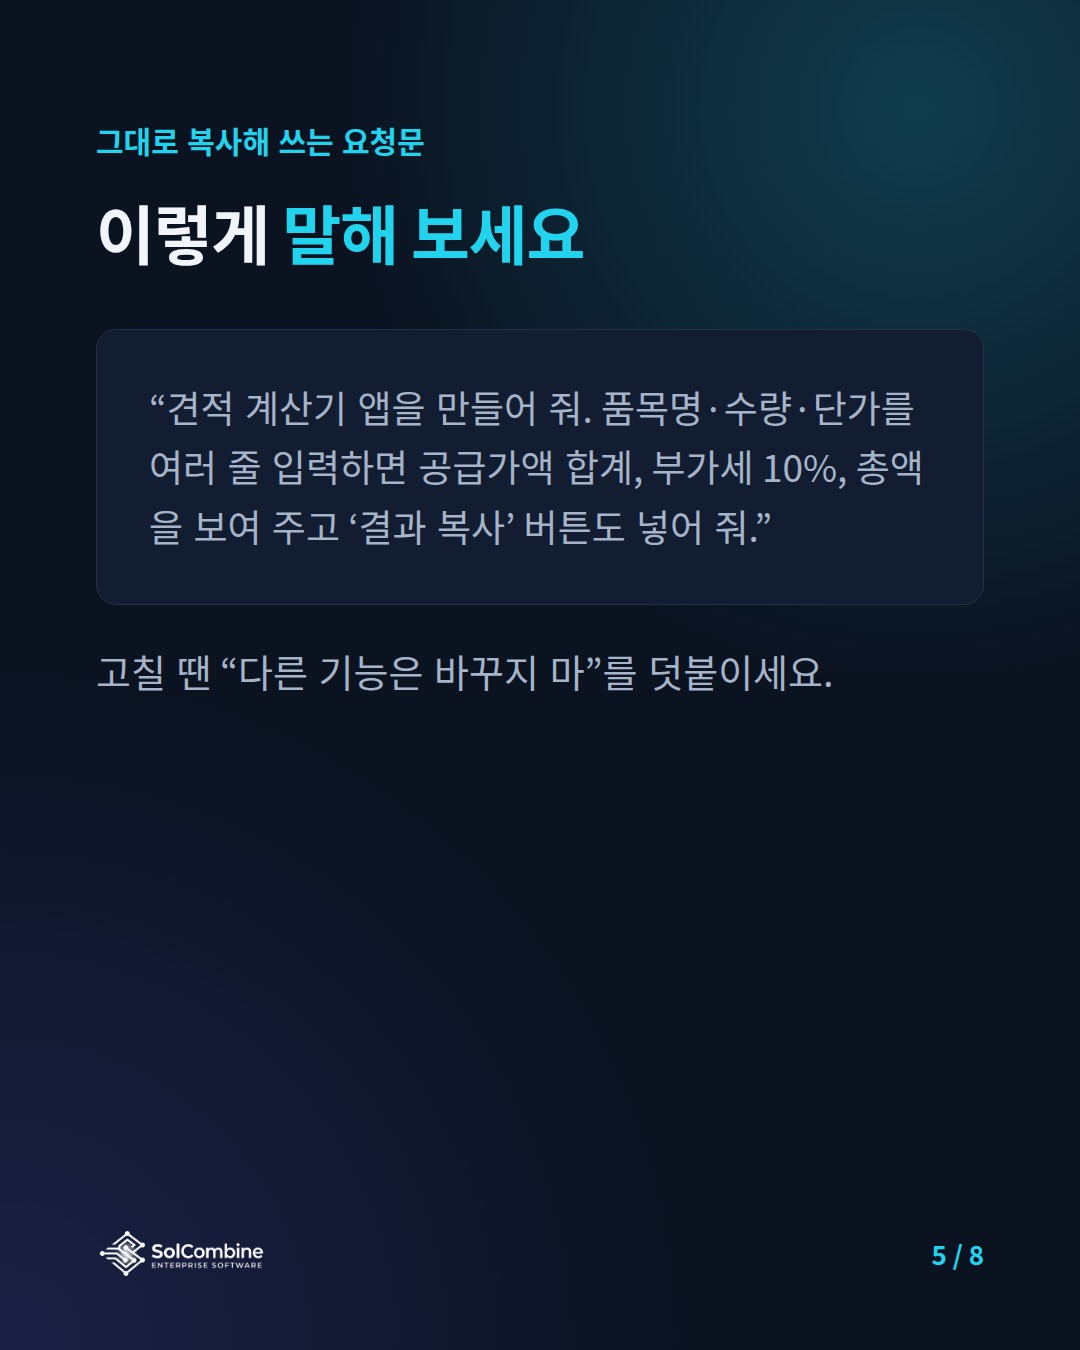 그대로 복사해 쓰는 요청문
이렇게 말해 보세요
“견적 계산기 앱을 만들어 줘. 품목명·수량·단가를
여러 줄 입력하면 공급가액 합계, 부가세 10%, 총액
을 보여 주고 ‘결과 복사’ 버튼도 넣어 줘.”
고칠 땐 “다른 기능은 바꾸지 마”를 덧붙이세요.
SolCombine
ENTERPRISE SOFTWARE
5 / 8